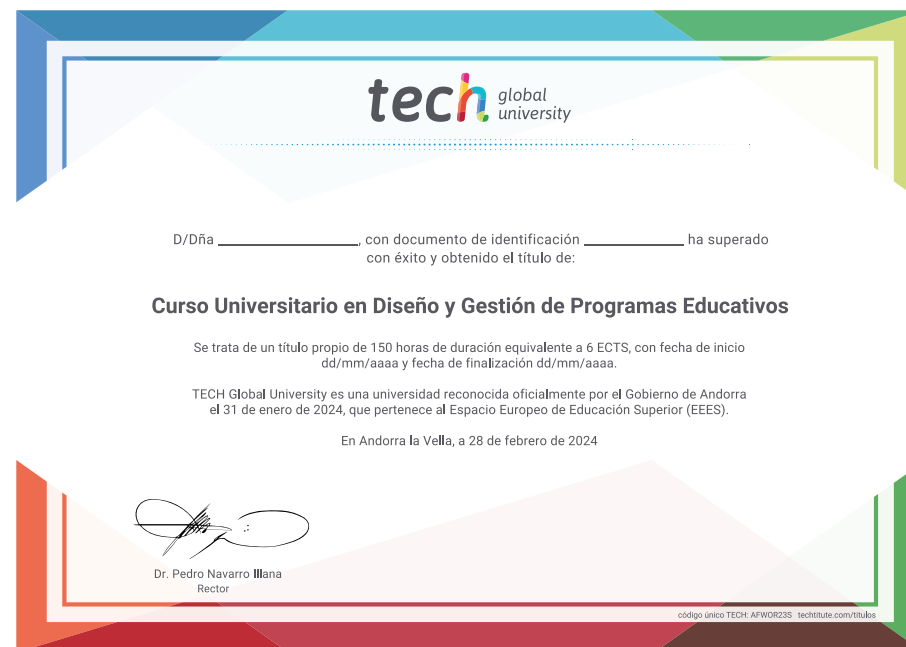 tech global
university
D/Dña ____________________, con documento de identificación ______________ ha superado
con éxito y obtenido el título de:
Curso Universitario en Diseño y Gestión de Programas Educativos
Se trata de un título propio de 150 horas de duración equivalente a 6 ECTS, con fecha de inicio
dd/mm/aaaa y fecha de finalización dd/mm/aaaa.
TECH Global University es una universidad reconocida oficialmente por el Gobierno de Andorra
el 31 de enero de 2024, que pertenece al Espacio Europeo de Educación Superior (EEES).
En Andorra la Vella, a 28 de febrero de 2024
Dr. Pedro Navarro Illana
Rector
código único TECH: AFWOR23S techtitute.com/titulos